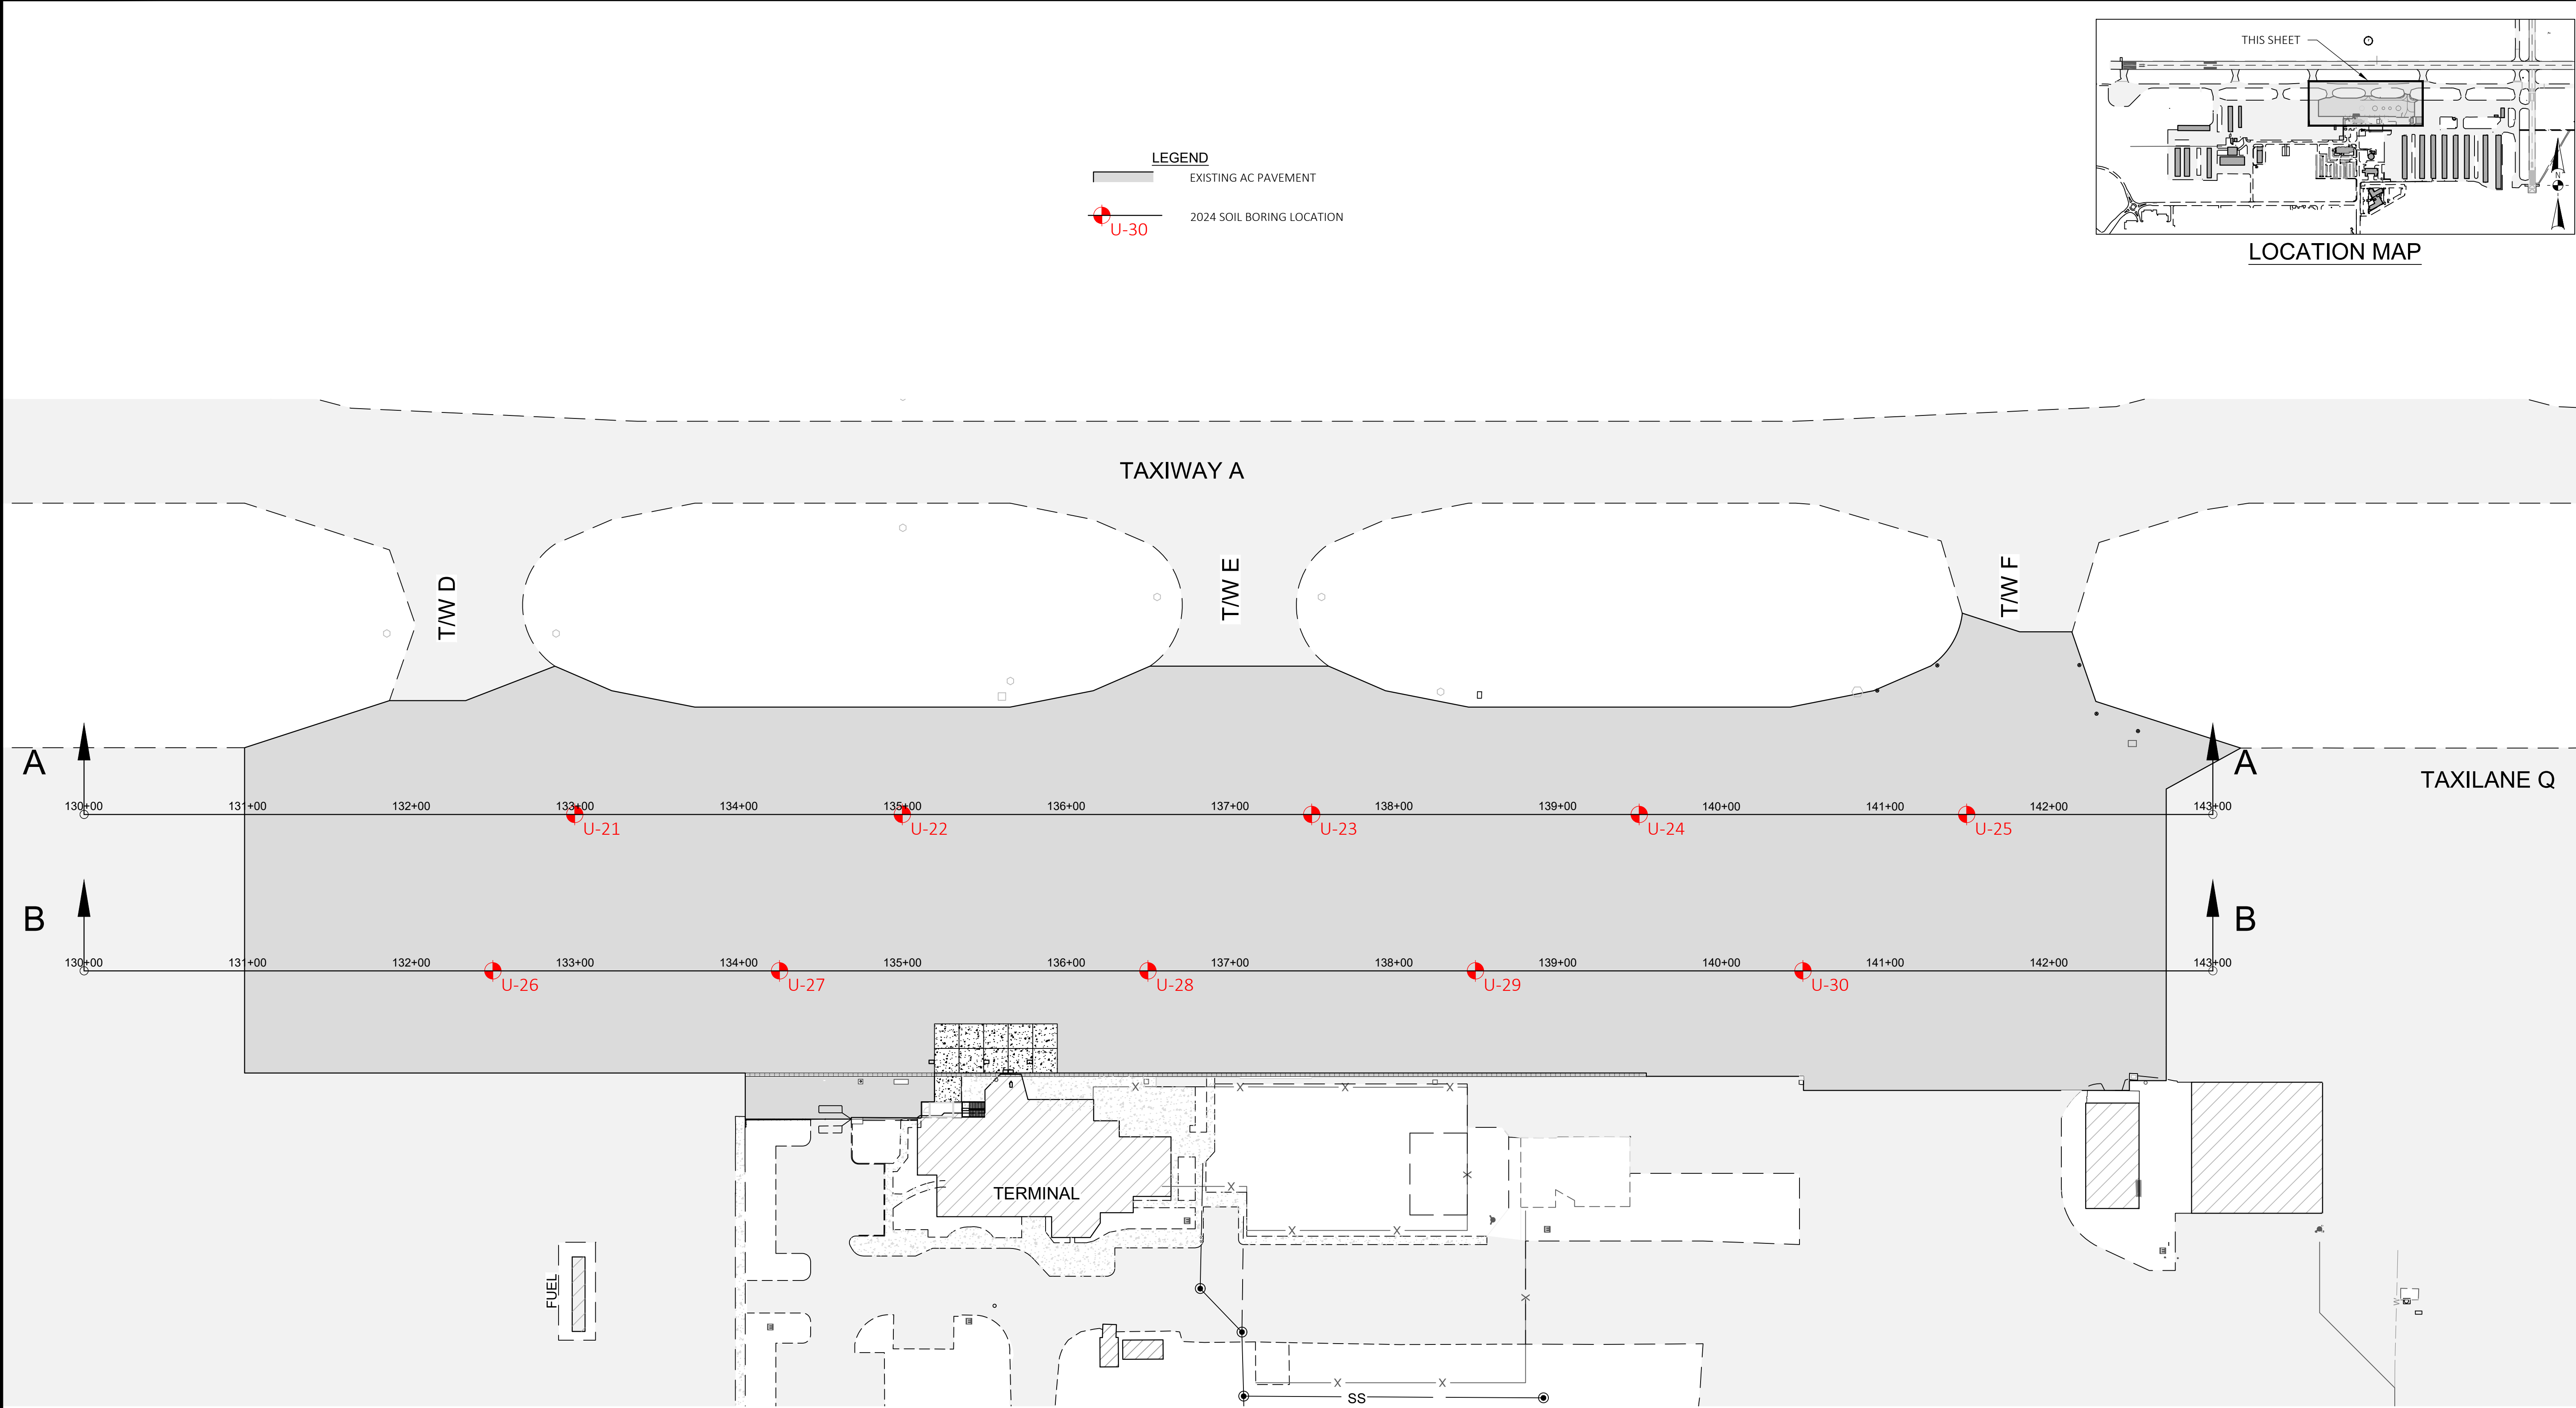 THIS SHEET
N
LOCATION MAP
LEGEND
EXISTING AC PAVEMENT
2024 SOIL BORING LOCATION
U-30
TAXIWAY A
T/W D
T/W E
T/W F
A
A
TAXILANE Q
130+00 131+00 132+00 133+00 134+00 135+00 136+00 137+00 138+00 139+00 140+00 141+00 142+00 143+00
U-21 U-22 U-23 U-24 U-25
B
B
130+00 131+00 132+00 133+00 134+00 135+00 136+00 137+00 138+00 139+00 140+00 141+00 142+00 143+00
U-26 U-27 U-28 U-29 U-30
X X X X
X
TERMINAL
X
X X
FUEL
X
W
X X
SS